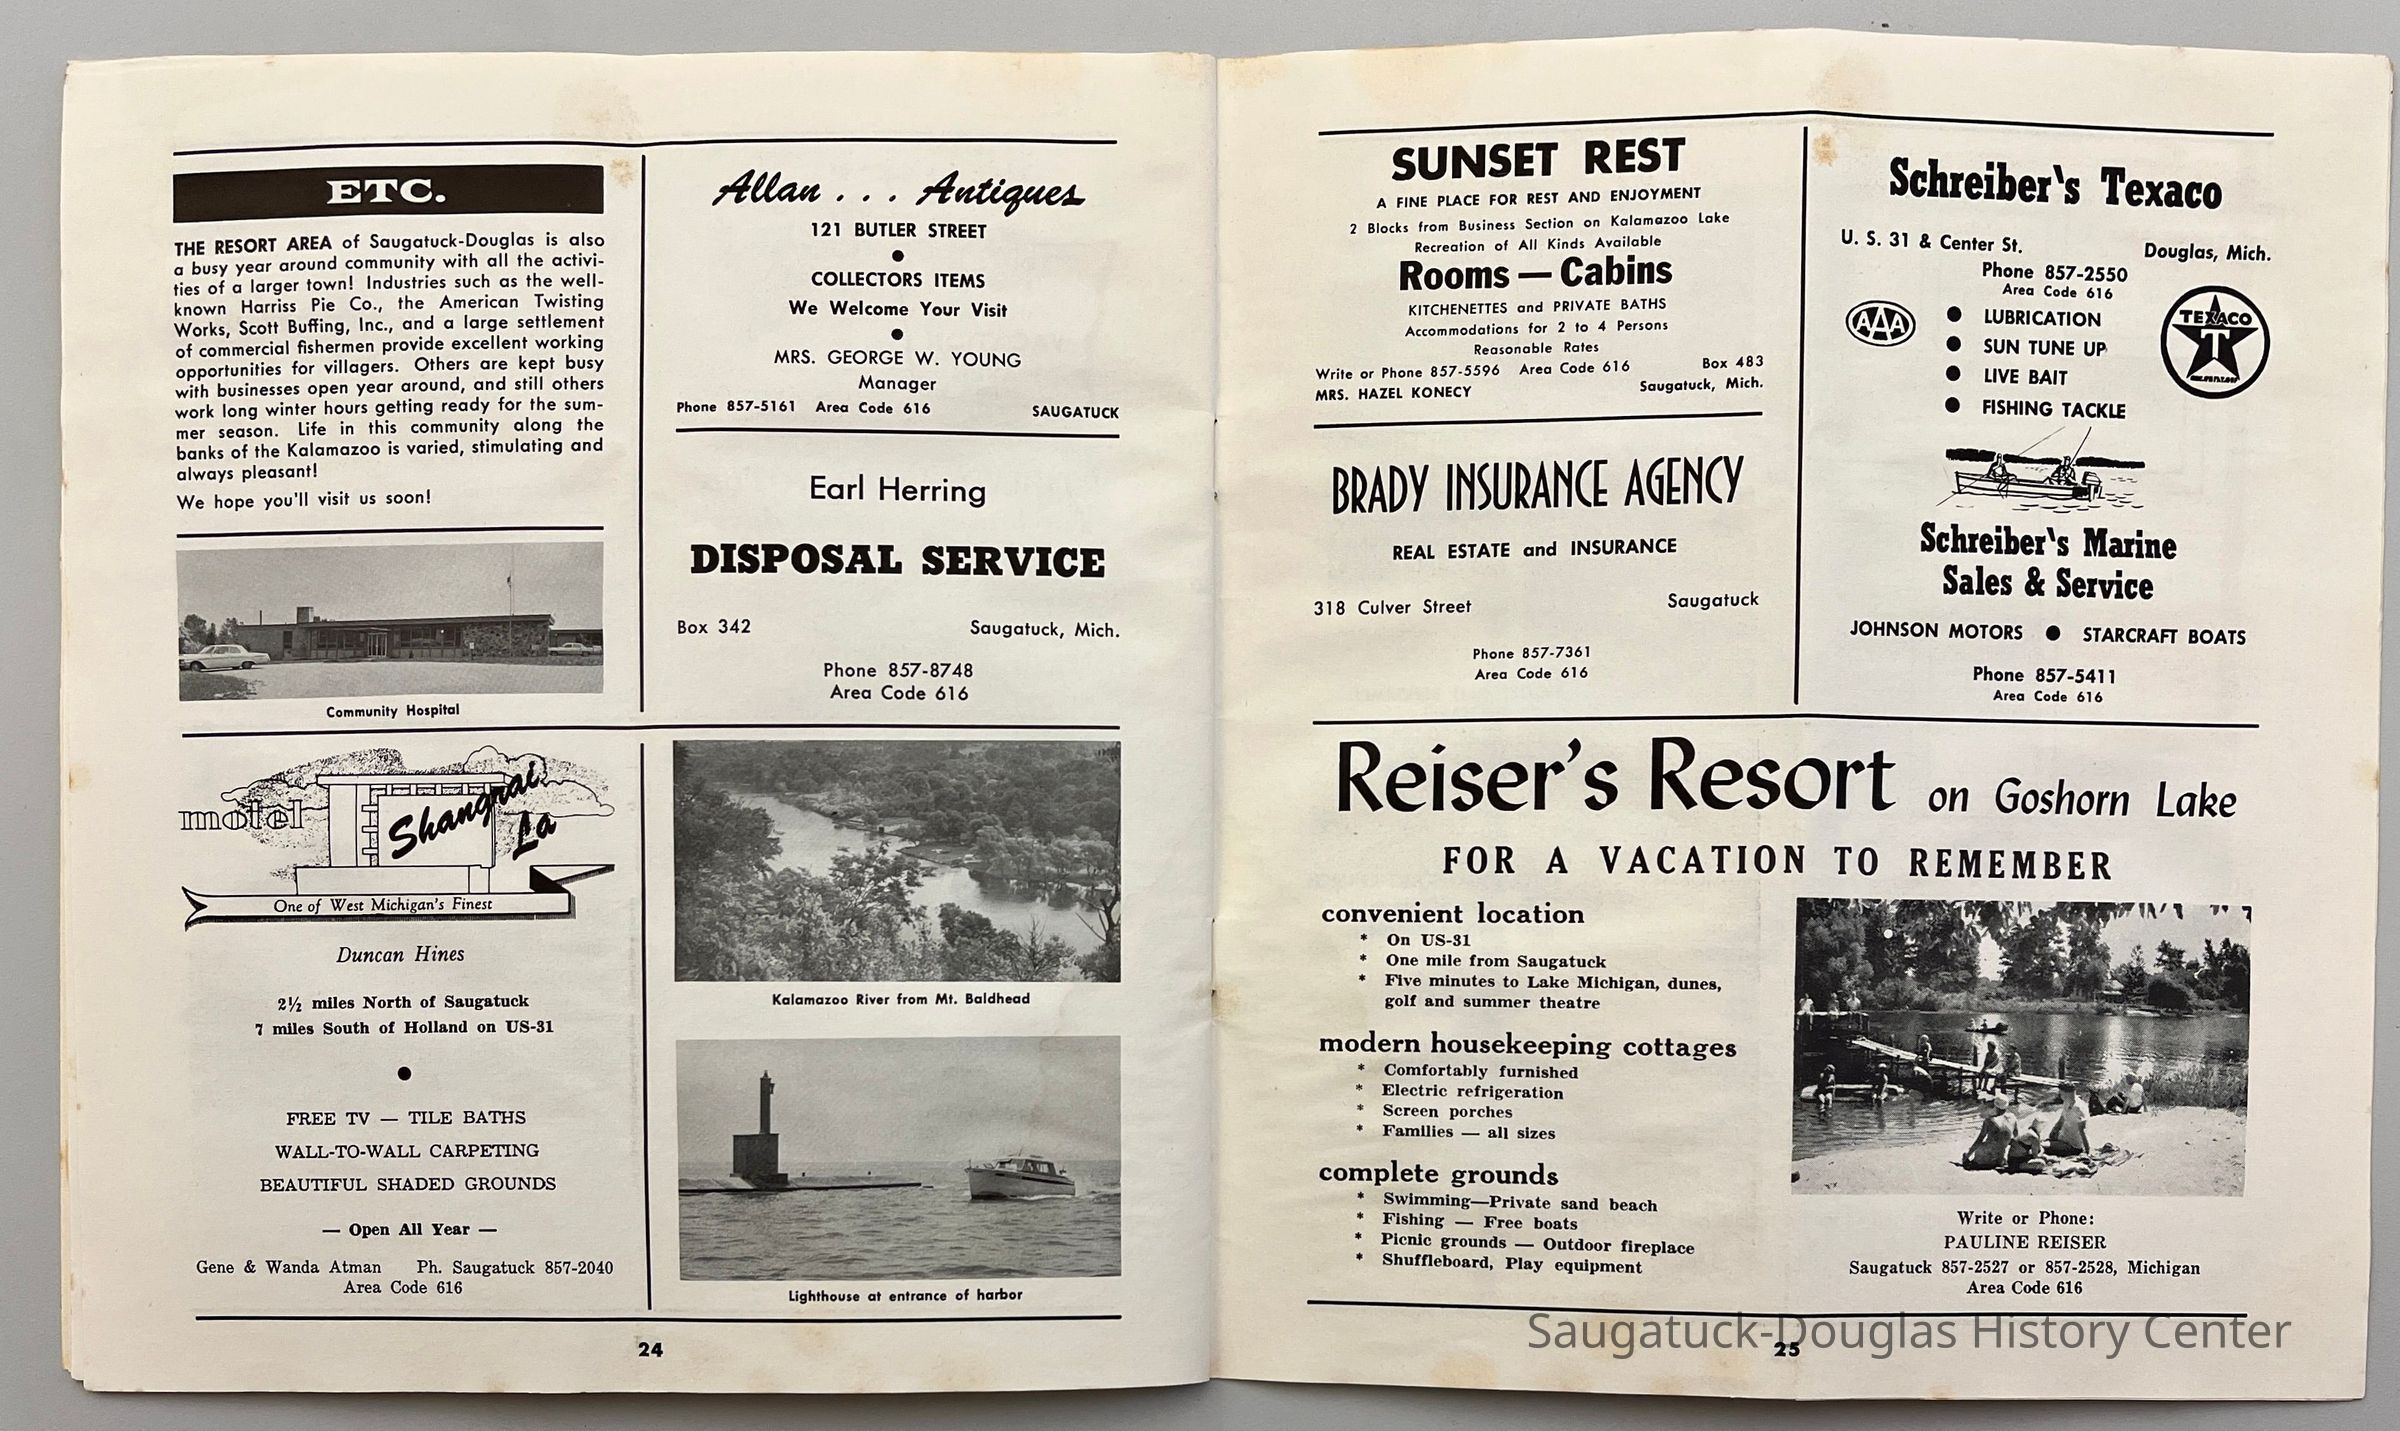 ETC.
THE RESORT AREA of Saugatuck-Douglas is also
a busy year around community with all the activi-
ties of a larger town! Industries such as the well-
known Harriss Pie Co., the American Twisting
Works, Scott Buffing, Inc., and a large settlement
of commercial fishermen provide excellent working
opportunities for villagers. Others are kept busy
with businesses open year around, and still others
work long winter hours getting ready for the sum-
mer season. Life in this community along the
banks of the Kalamazoo is varied, stimulating and
always pleasant!
We hope you'll visit us soon!
Community Hospital
Allan . . . Antiques
121 BUTLER STREET
●
COLLECTORS ITEMS
We Welcome Your Visit
●
MRS. GEORGE W. YOUNG
Manager
Phone 857-5161 Area Code 616 SAUGATUCK
Earl Herring
DISPOSAL SERVICE
Box 342 Saugatuck, Mich.
Phone 857-8748
Area Code 616
motel Shangrai
La
One of West Michigan's Finest
Duncan Hines
2½ miles North of Saugatuck
7 miles South of Holland on US-31
●
FREE TV — TILE BATHS
WALL-TO-WALL CARPETING
BEAUTIFUL SHADED GROUNDS
— Open All Year —
Gene & Wanda Atman Ph. Saugatuck 857-2040
Area Code 616
Kalamazoo River from Mt. Baldhead
Lighthouse at entrance of harbor
24
SUNSET REST
A FINE PLACE FOR REST AND ENJOYMENT
2 Blocks from Business Section on Kalamazoo Lake
Recreation of All Kinds Available
Rooms — Cabins
KITCHENETTES and PRIVATE BATHS
Accommodations for 2 to 4 Persons
Reasonable Rates
Write or Phone 857-5596 Area Code 616 Box 483
MRS. HAZEL KONECY Saugatuck, Mich.
BRADY INSURANCE AGENCY
REAL ESTATE and INSURANCE
318 Culver Street Saugatuck
Phone 857-7361
Area Code 616
Schreiber's Texaco
U. S. 31 & Center St. Douglas, Mich.
Phone 857-2550
Area Code 616
AAA
TEXACO
T
● LUBRICATION
● SUN TUNE UP
● LIVE BAIT
● FISHING TACKLE
Schreiber's Marine
Sales & Service
JOHNSON MOTORS ● STARCRAFT BOATS
Phone 857-5411
Area Code 616
Reiser's Resort on Goshorn Lake
FOR A VACATION TO REMEMBER
convenient location
* On US-31
* One mile from Saugatuck
* Five minutes to Lake Michigan, dunes,
golf and summer theatre
modern housekeeping cottages
* Comfortably furnished
* Electric refrigeration
* Screen porches
* Families — all sizes
complete grounds
* Swimming—Private sand beach
* Fishing — Free boats
* Picnic grounds — Outdoor fireplace
* Shuffleboard, Play equipment
Write or Phone:
PAULINE REISER
Saugatuck 857-2527 or 857-2528, Michigan
Area Code 616
25
Saugatuck-Douglas History Center